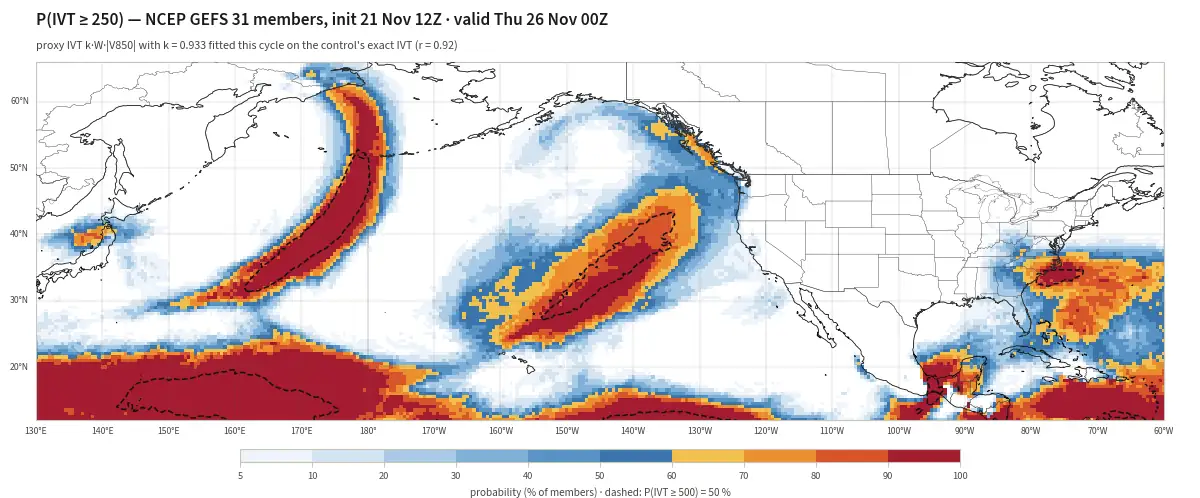 P(IVT ≥ 250) — NCEP GEFS 31 members, init 21 Nov 12Z · valid Thu 26 Nov 00Z
proxy IVT k·W·|V850| with k = 0.933 fitted this cycle on the control's exact IVT (r = 0.92)
60°N
50°N
40°N
30°N
20°N
130°E 140°E 150°E 160°E 170°E 180° 170°W 160°W 150°W 140°W 130°W 120°W 110°W 100°W 90°W 80°W 70°W 60°W
5 10 20 30 40 50 60 70 80 90 100
probability (% of members) · dashed: P(IVT ≥ 500) = 50 %